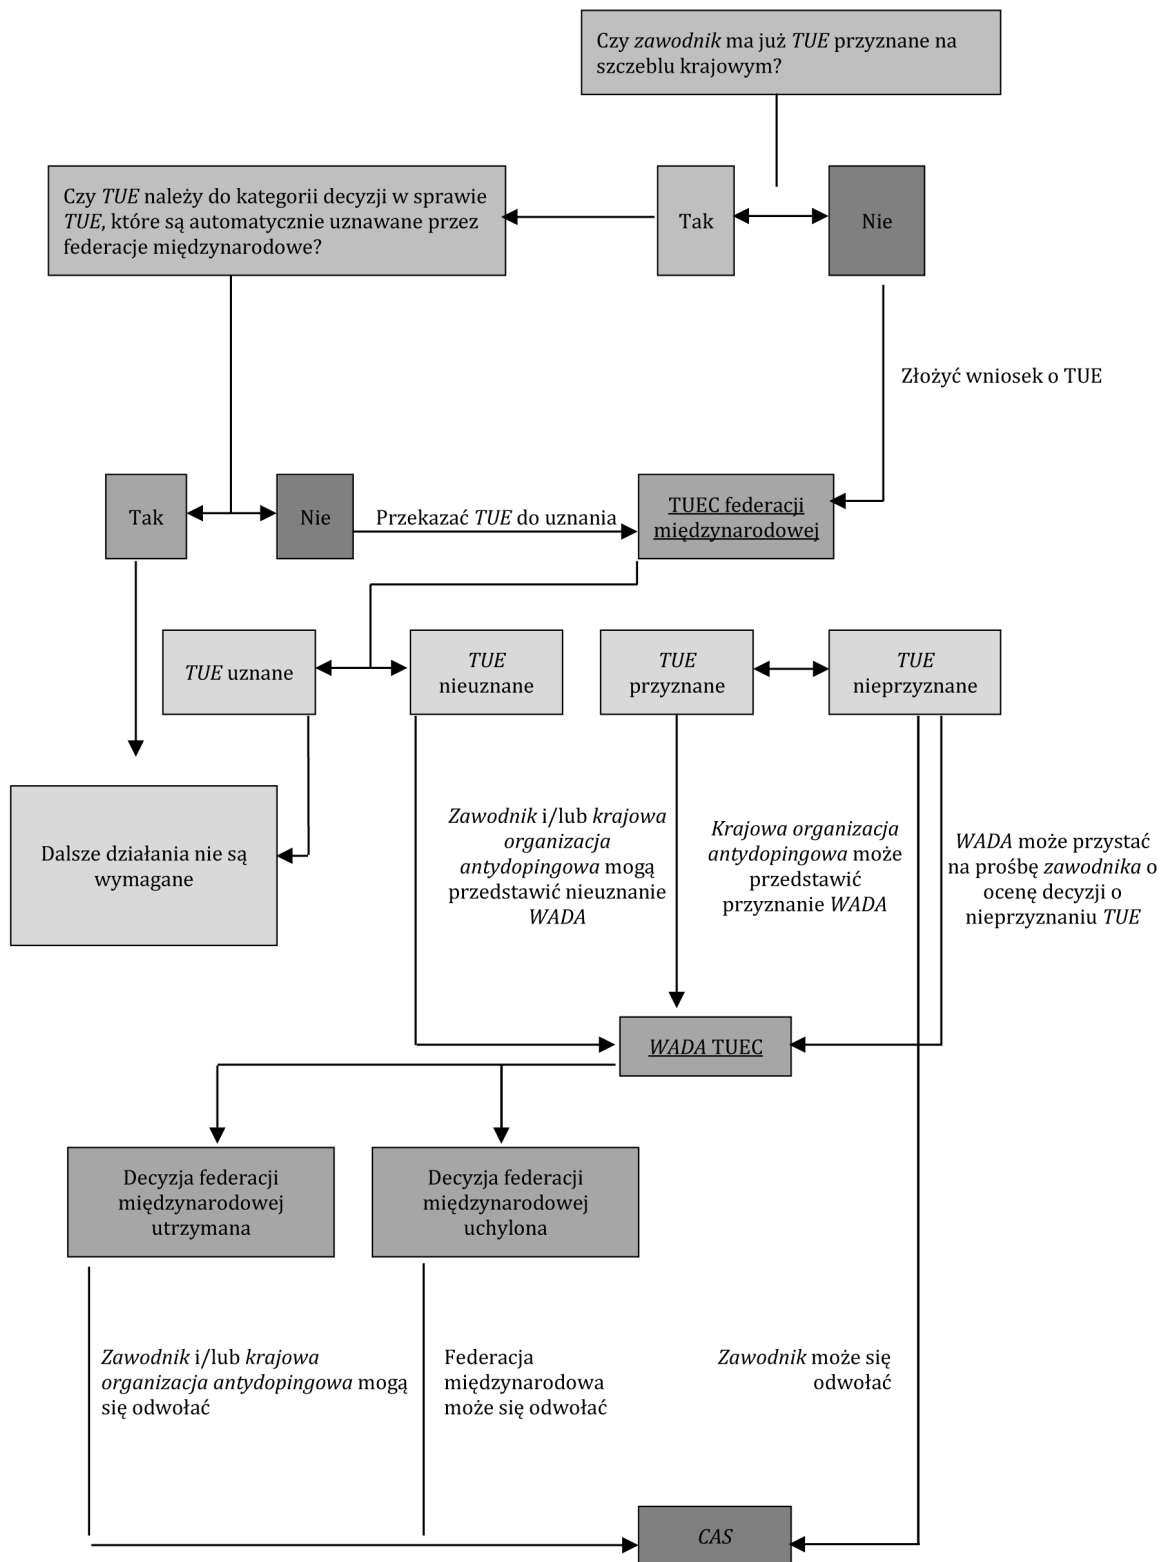 Czy zawodnik ma już TUE przyznane na
szczeblu krajowym?
Czy TUE należy do kategorii decyzji w sprawie
TUE, które są automatycznie uznawane przez
federacje międzynarodowe?
Tak
Nie
Złożyć wniosek o TUE
Tak
Nie
Przekazać TUE do uznania
TUEC federacji
międzynarodowej
TUE uznane
TUE
nieuznane
TUE
przyznane
TUE
nieprzyznane
Dalsze działania nie są
wymagane
Zawodnik i/lub krajowa
organizacja
antydopingowa mogą
przedstawić nieuznanie
WADA
Krajowa organizacja
antydopingowa może
przedstawić
przyznanie WADA
WADA może przystać
na prośbę zawodnika o
ocenę decyzji o
nieprzyznaniu TUE
WADA TUEC
Decyzja federacji
międzynarodowej
utrzymana
Decyzja federacji
międzynarodowej
uchylona
Zawodnik i/lub krajowa
organizacja antydopingowa mogą
się odwołać
Federacja
międzynarodowa
może się odwołać
Zawodnik może się
odwołać
CAS